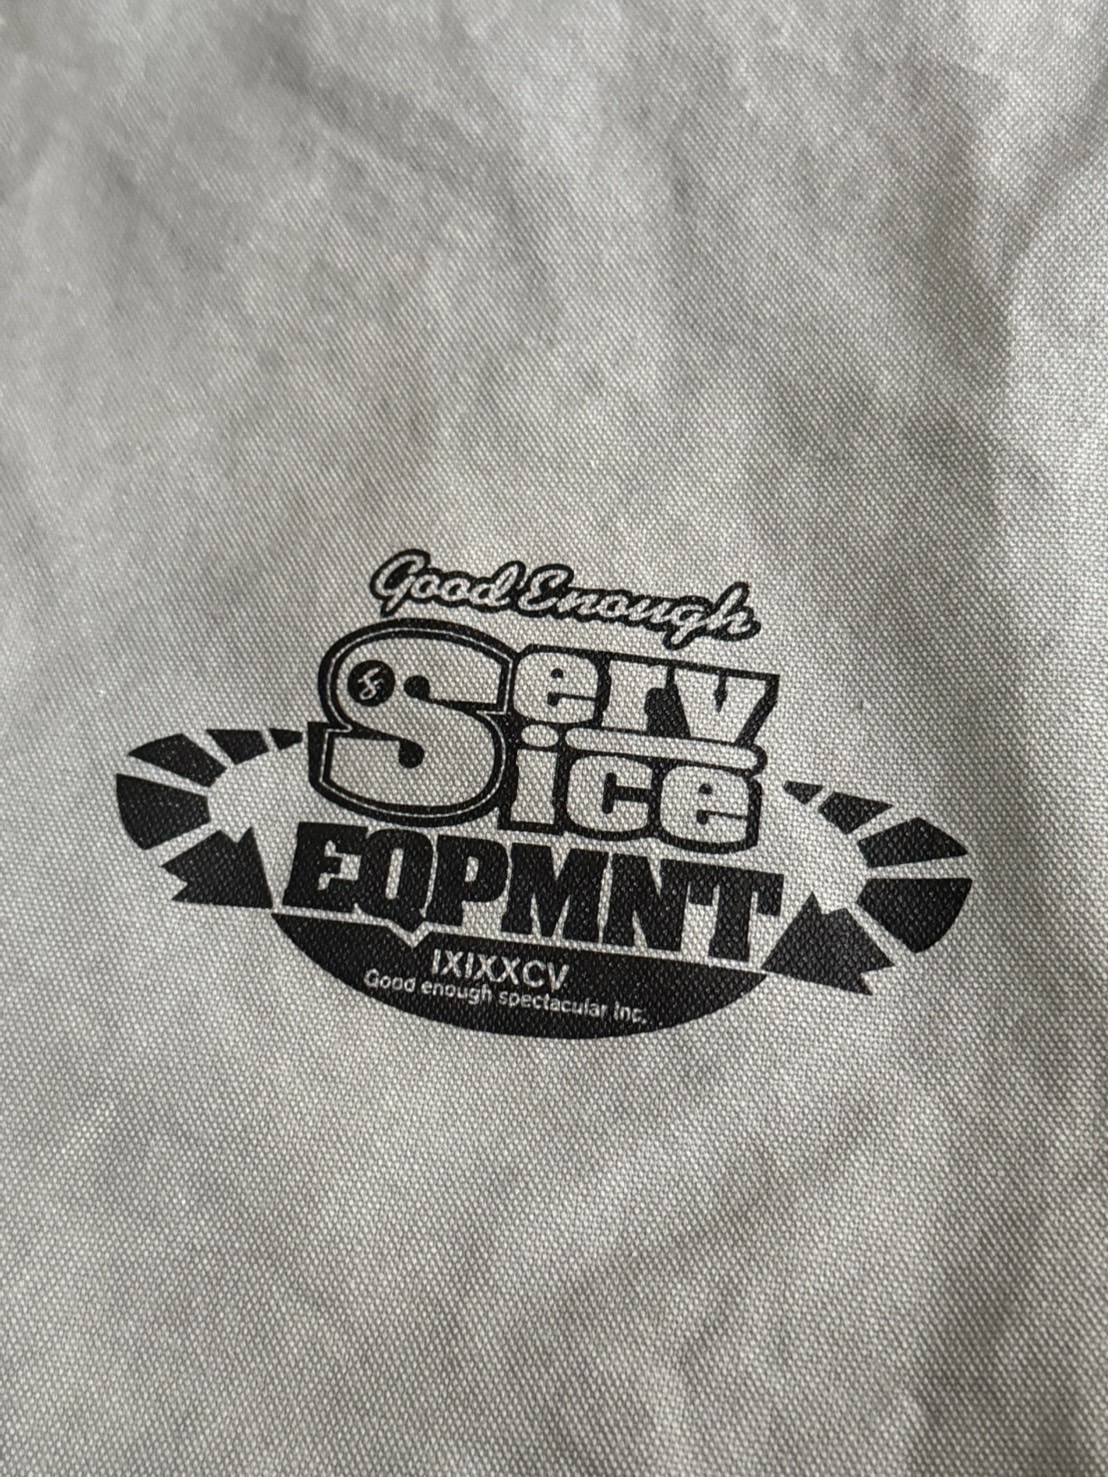 Good Enough
Serv
ice
EQPMNT
IXIXXCV
Good enough spectacular inc.